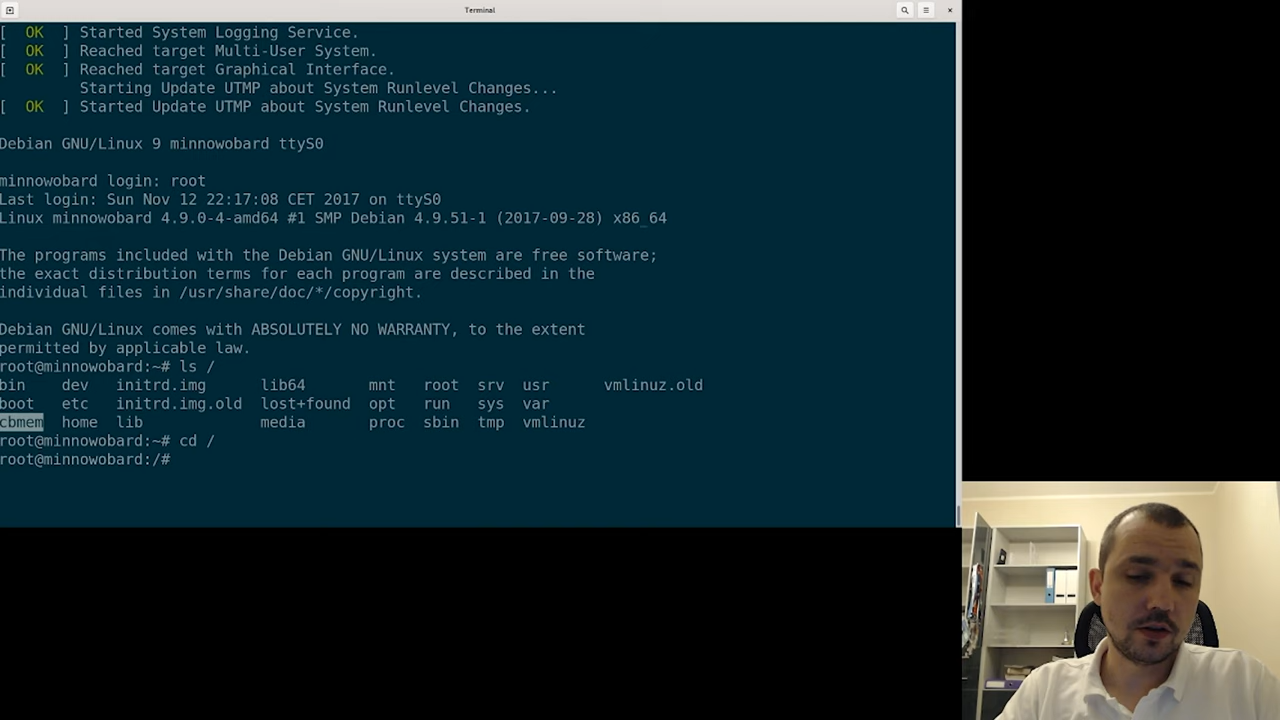 Terminal
[  OK  ] Started System Logging Service.
[  OK  ] Reached target Multi-User System.
[  OK  ] Reached target Graphical Interface.
         Starting Update UTMP about System Runlevel Changes...
[  OK  ] Started Update UTMP about System Runlevel Changes.
Debian GNU/Linux 9 minnowobard ttyS0
minnowobard login: root
Last login: Sun Nov 12 22:17:08 CET 2017 on ttyS0
Linux minnowobard 4.9.0-4-amd64 #1 SMP Debian 4.9.51-1 (2017-09-28) x86_64
The programs included with the Debian GNU/Linux system are free software;
the exact distribution terms for each program are described in the
individual files in /usr/share/doc/*/copyright.
Debian GNU/Linux comes with ABSOLUTELY NO WARRANTY, to the extent
permitted by applicable law.
root@minnowobard:~# ls /
bin    dev   initrd.img      lib64       mnt   root  srv  usr      vmlinuz.old
boot   etc   initrd.img.old  lost+found  opt   run   sys  var
cbmem  home  lib             media       proc  sbin  tmp  vmlinuz
root@minnowobard:~# cd /
root@minnowobard:/#